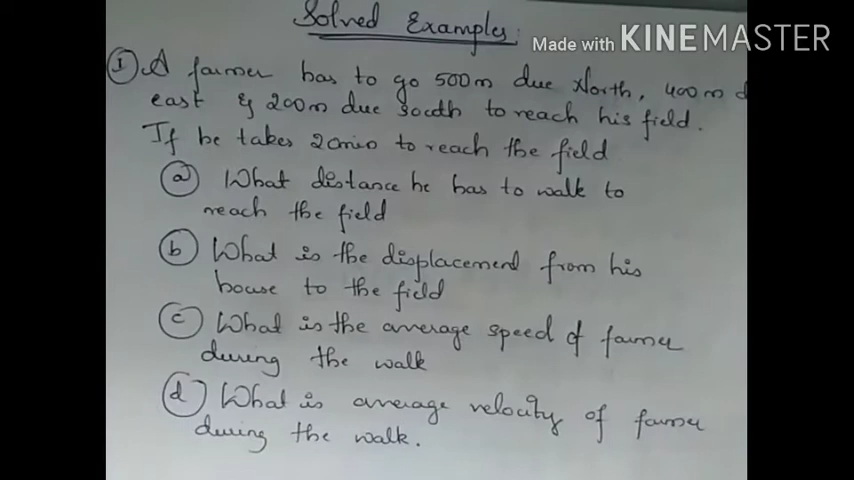 Solved Examples:
Made with KINEMASTER
① A farmer has to go 500m due North, 400m d
east & 200m due south to reach his field.
If he takes 20min to reach the field
ⓐ What distance he has to walk to
reach the field
ⓑ What is the displacement from his
house to the field
ⓒ What is the average speed of farmer
during the walk
ⓓ What is average velocity of farmer
during the walk.